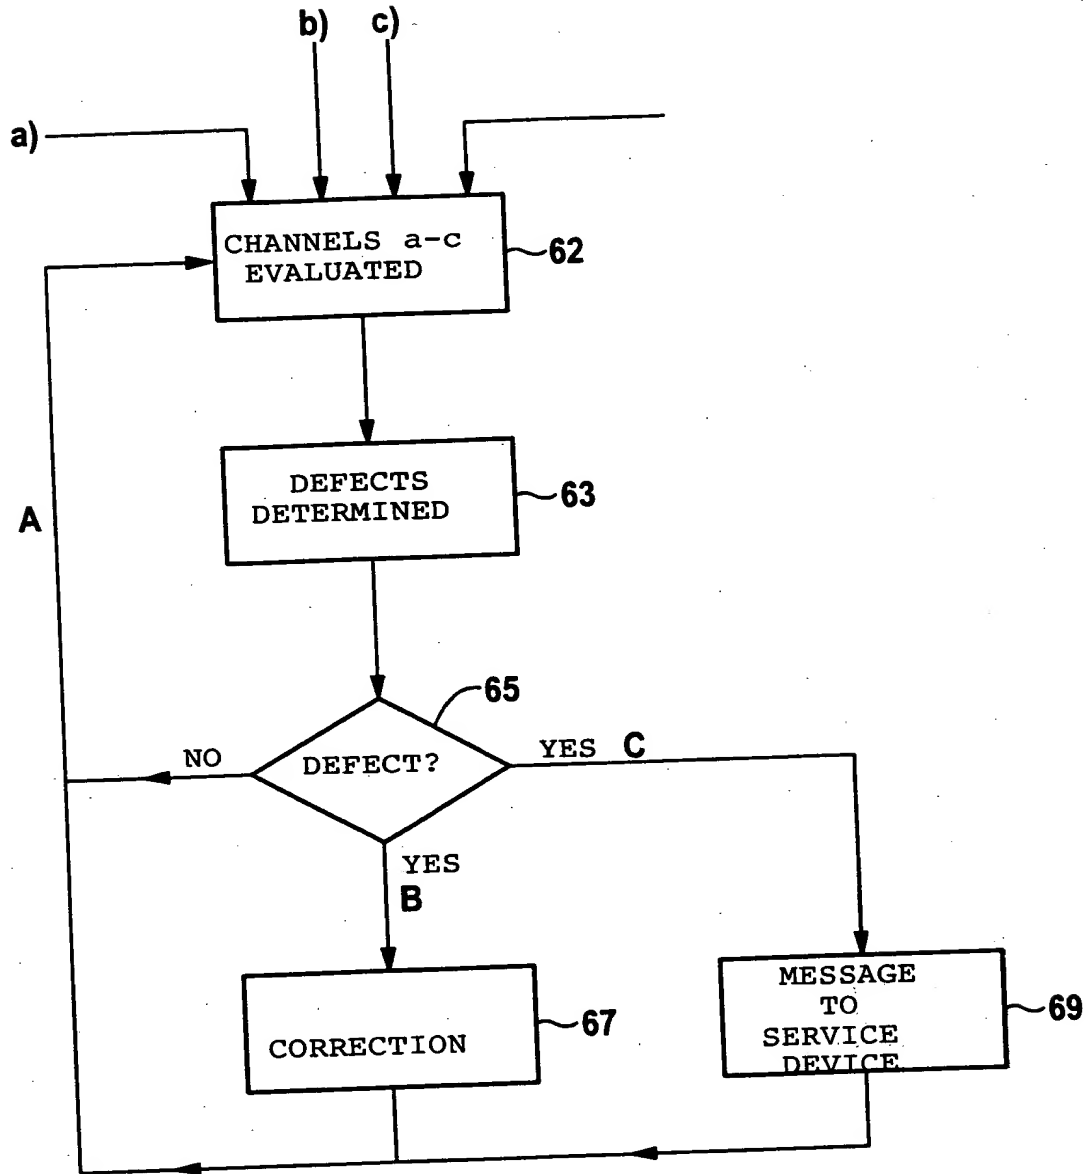 b) c)
a)
CHANNELS a-c
EVALUATED
62
DEFECTS
DETERMINED
63
A
65
NO
DEFECT?
YES C
YES
B
MESSAGE
TO
SERVICE
DEVICE
69
CORRECTION
67